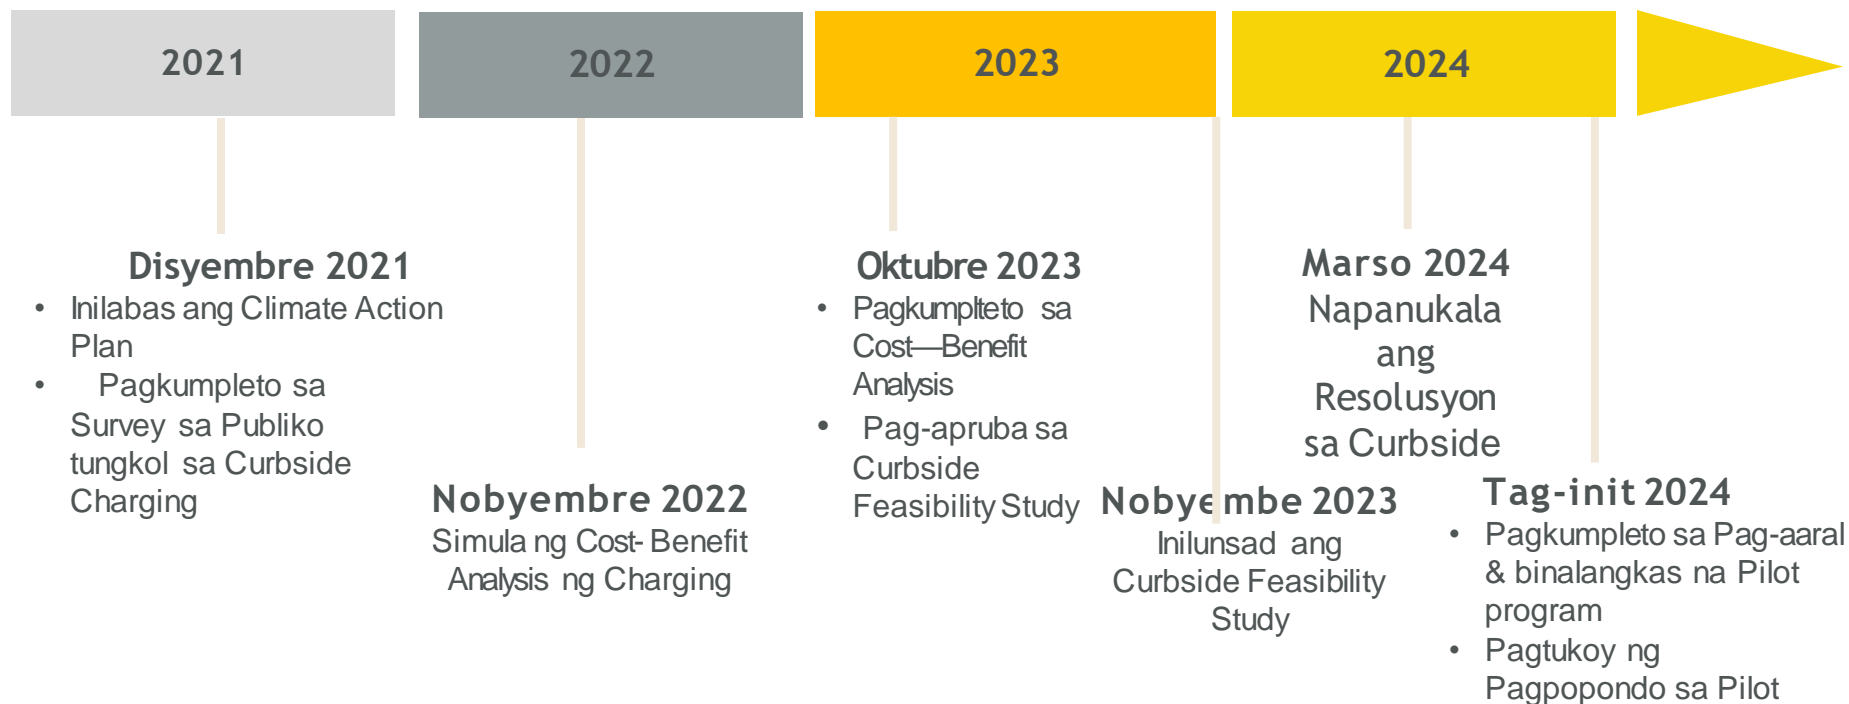 2021
2022
2023
2024
Disyembre 2021
• Inilabas ang Climate Action
Plan
• Pagkumpleto sa
Survey sa Publiko
tungkol sa Curbside
Charging
Nobyembre 2022
Simula ng Cost- Benefit
Analysis ng Charging
Oktubre 2023
• Pagkumplteto sa
Cost—Benefit
Analysis
• Pag-apruba sa
Curbside
Feasibility Study
Nobyembe 2023
Inilunsad ang
Curbside Feasibility
Study
Marso 2024
Napanukala
ang
Resolusyon
sa Curbside
Tag-init 2024
• Pagkumpleto sa Pag-aaral
& binalangkas na Pilot
program
• Pagtukoy ng
Pagpopondo sa Pilot